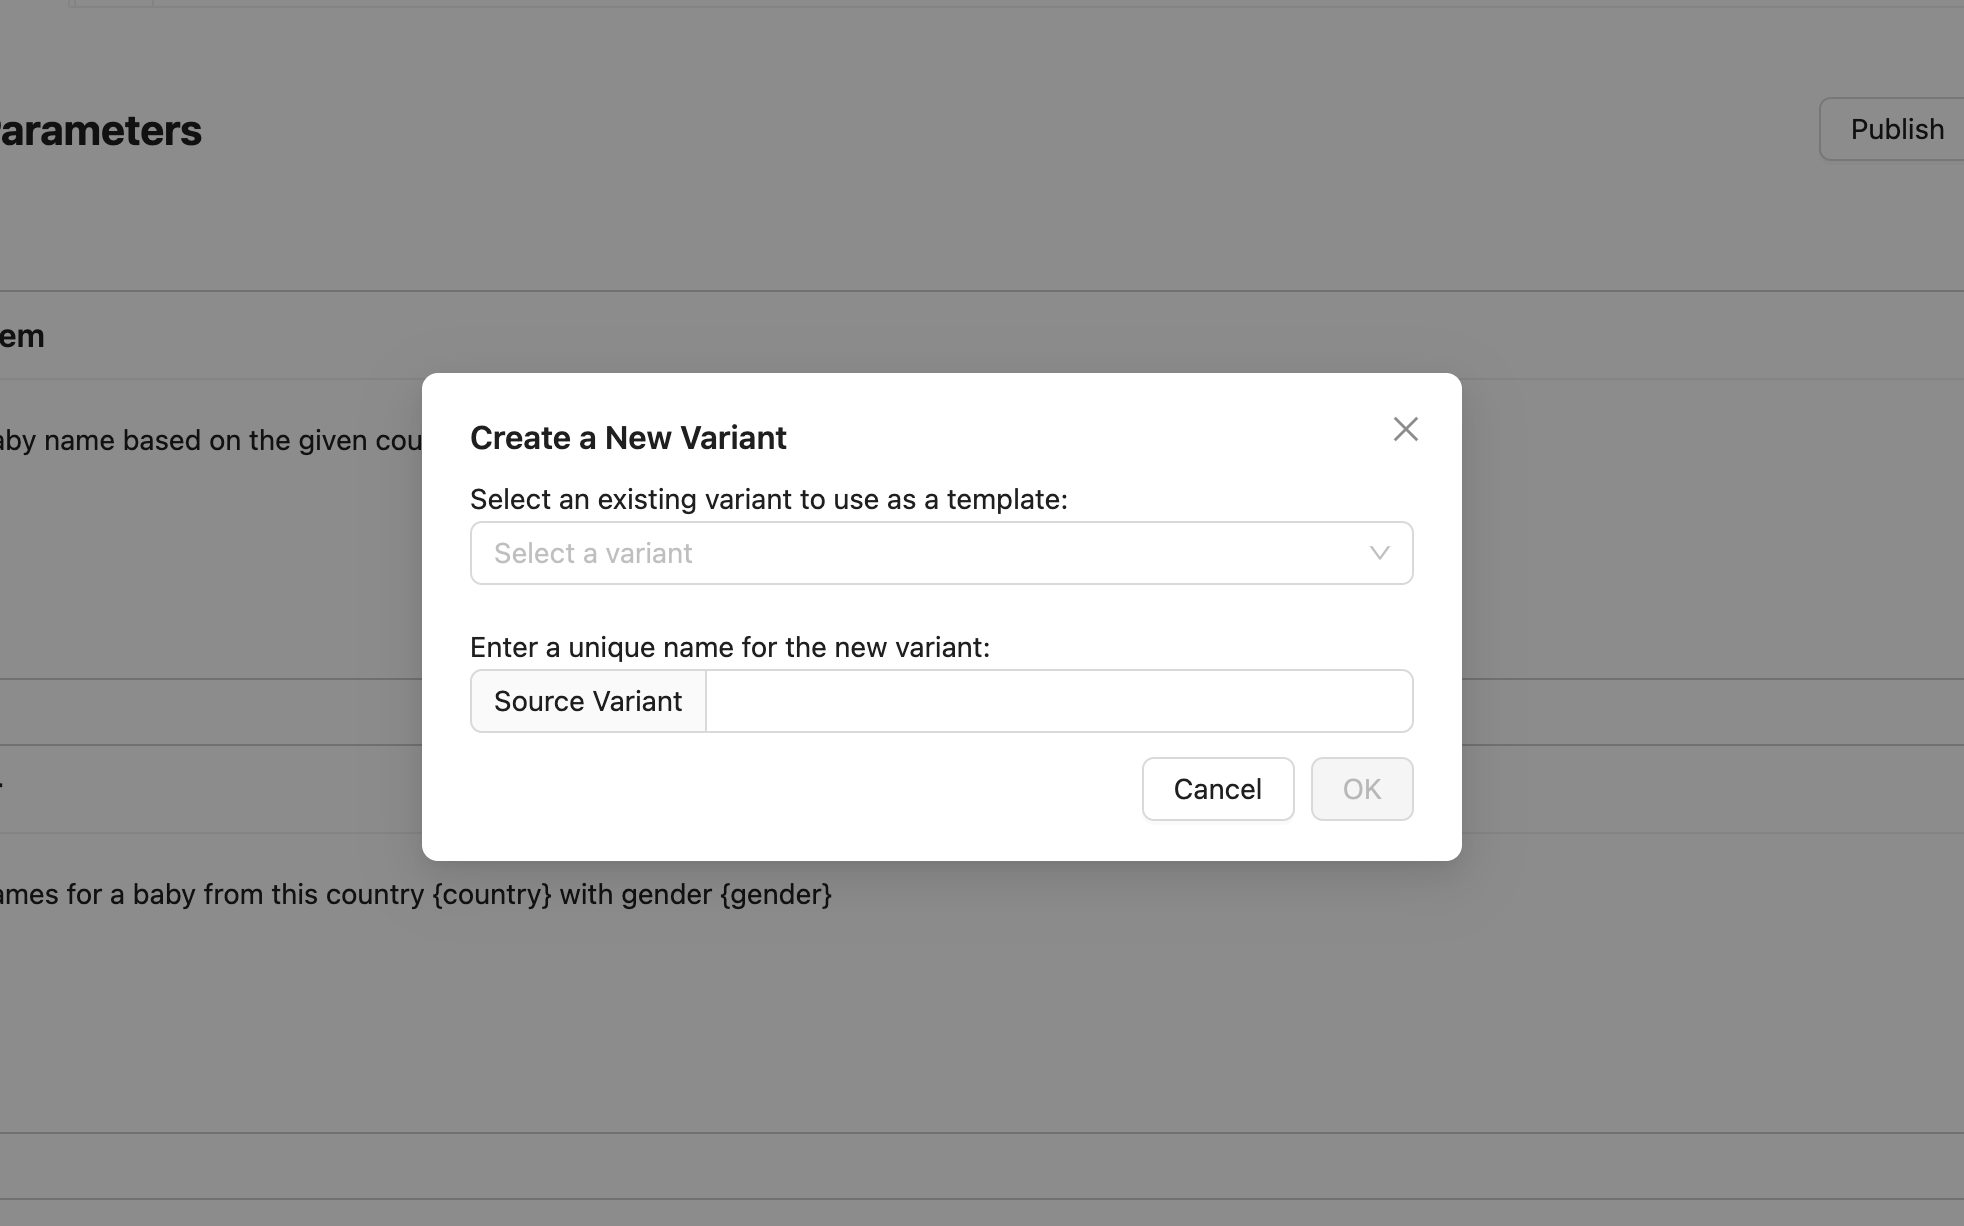 arameters
Publish
em
aby name based on the given cou
Create a New Variant
Select an existing variant to use as a template:
Select a variant
Enter a unique name for the new variant:
Source Variant
Cancel
OK
ames for a baby from this country {country} with gender {gender}